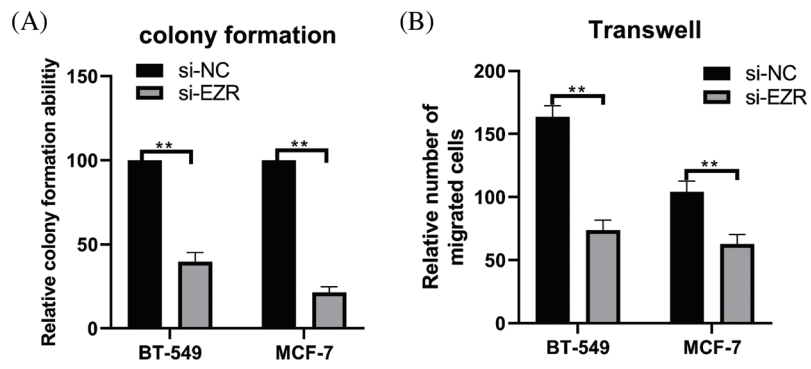 (A)
colony formation
Relative colony formation abilitiy
150
100
50
0
si-NC
si-EZR
**
**
BT-549
MCF-7
(B)
Transwell
Relative number of
migrated cells
200
150
100
50
0
si-NC
si-EZR
**
**
BT-549
MCF-7